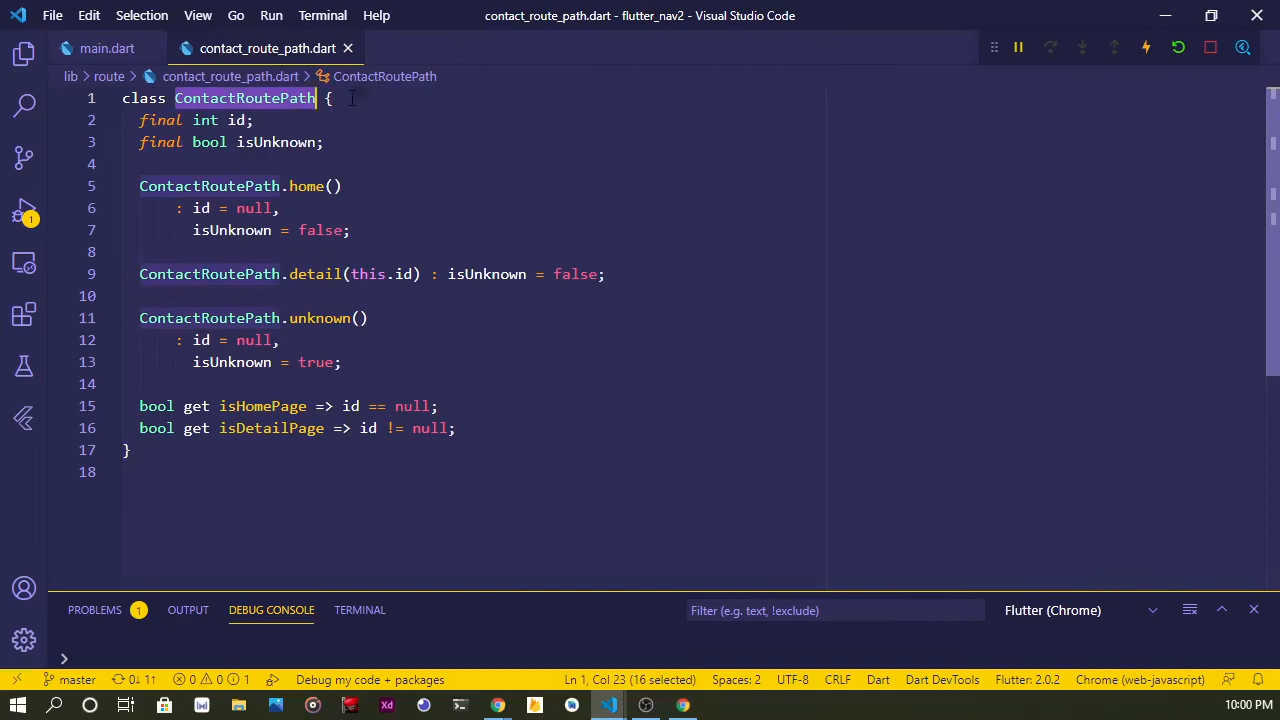 File Edit Selection View Go Run Terminal Help contact_route_path.dart - flutter_nav2 - Visual Studio Code
main.dart contact_route_path.dart
lib > route > contact_route_path.dart > ContactRoutePath
1 class ContactRoutePath {
2 final int id;
3 final bool isUnknown;
4
5 ContactRoutePath.home()
6 : id = null,
7 isUnknown = false;
8
9 ContactRoutePath.detail(this.id) : isUnknown = false;
10
11 ContactRoutePath.unknown()
12 : id = null,
13 isUnknown = true;
14
15 bool get isHomePage => id == null;
16 bool get isDetailPage => id != null;
17 }
18
1
PROBLEMS 1 OUTPUT DEBUG CONSOLE TERMINAL Filter (e.g. text, !exclude) Flutter (Chrome)
>
master 0↓ 1↑ 0 0 1 Debug my code + packages Ln 1, Col 23 (16 selected) Spaces: 2 UTF-8 CRLF Dart Dart DevTools Flutter: 2.0.2 Chrome (web-javascript)
Xd 10:00 PM